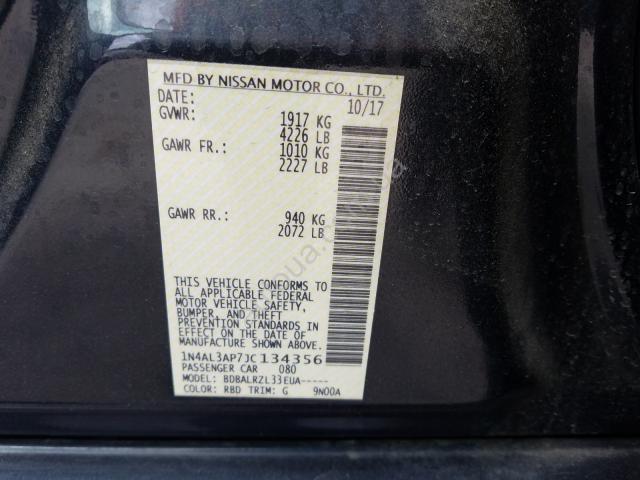 MFD BY NISSAN MOTOR CO., LTD.
DATE: 10/17
GVWR: 1917 KG
4226 LB
GAWR FR.: 1010 KG
2227 LB
GAWR RR.: 940 KG
2072 LB
THIS VEHICLE CONFORMS TO
ALL APPLICABLE FEDERAL
MOTOR VEHICLE SAFETY,
BUMPER, AND THEFT
PREVENTION STANDARDS IN
EFFECT ON THE DATE OF
MANUFACTURE SHOWN ABOVE.
1N4AL3AP7JC134356
PASSENGER CAR 080
MODEL: BDBALRZL33EUA-----
COLOR: RBD TRIM: G 9N00A